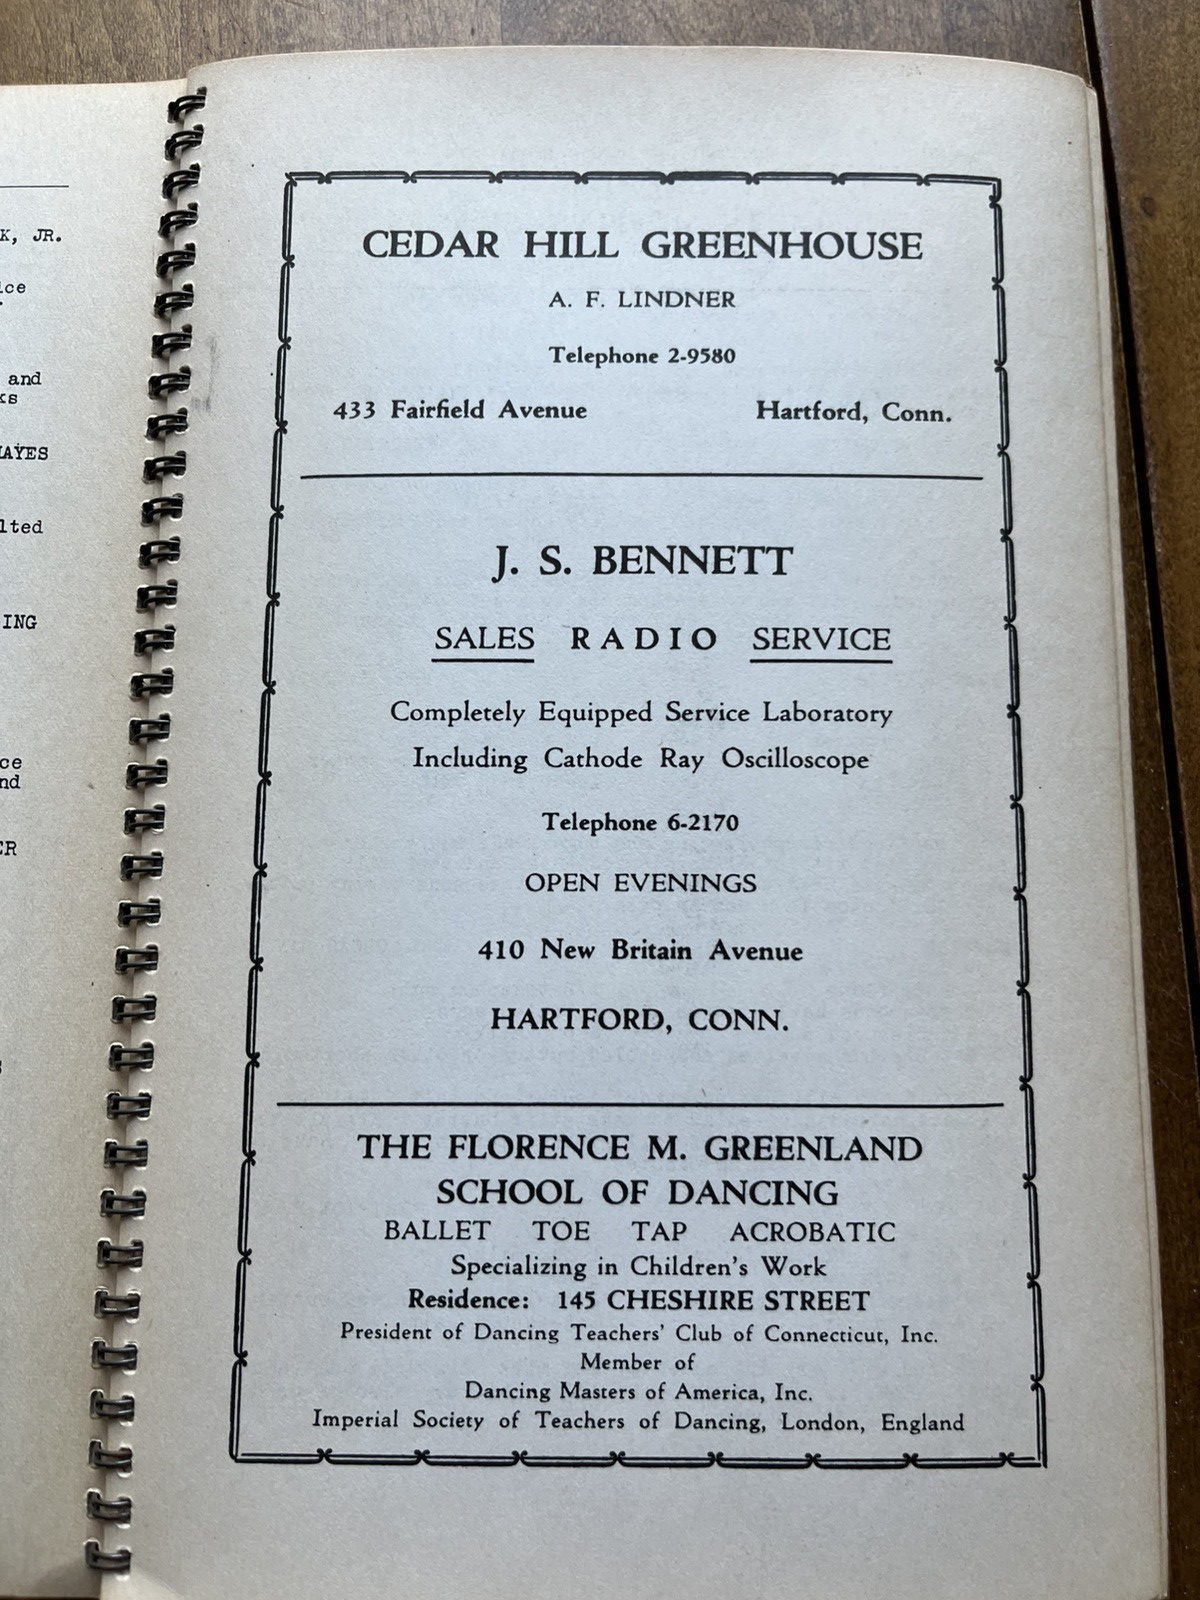 K, JR.
ice
and
ks
HAYES
lted
ING
ce
nd
ER
CEDAR HILL GREENHOUSE
A. F. LINDNER
Telephone 2-9580
433 Fairfield Avenue Hartford, Conn.
J. S. BENNETT
SALES RADIO SERVICE
Completely Equipped Service Laboratory
Including Cathode Ray Oscilloscope
Telephone 6-2170
OPEN EVENINGS
410 New Britain Avenue
HARTFORD, CONN.
THE FLORENCE M. GREENLAND
SCHOOL OF DANCING
BALLET TOE TAP ACROBATIC
Specializing in Children's Work
Residence: 145 CHESHIRE STREET
President of Dancing Teachers' Club of Connecticut, Inc.
Member of
Dancing Masters of America, Inc.
Imperial Society of Teachers of Dancing, London, England